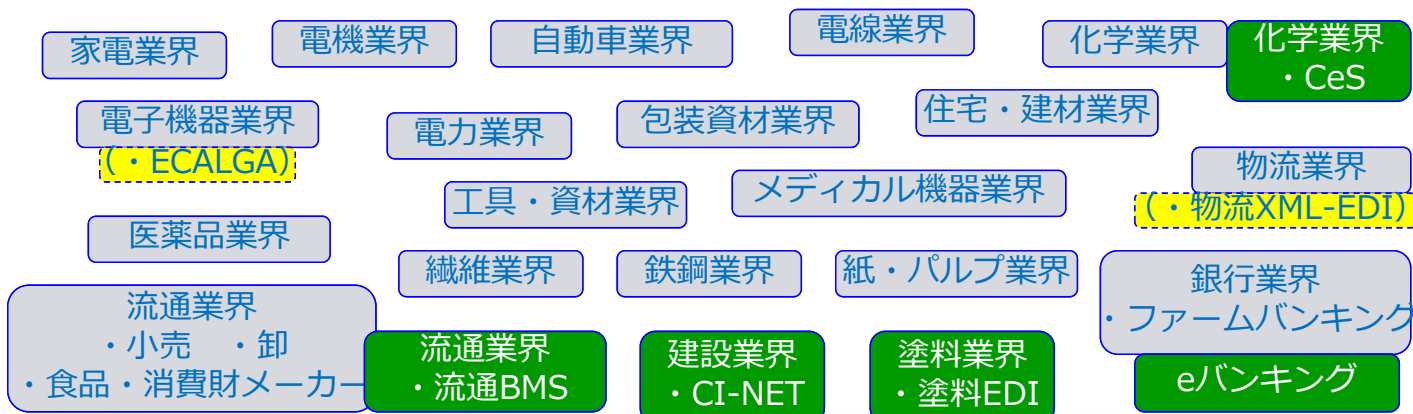 家電業界
電機業界
自動車業界
電線業界
化学業界
化学業界
・CeS
電子機器業界
（・ECALGA）
電力業界
包装資材業界
住宅・建材業界
工具・資材業界
メディカル機器業界
物流業界
（・物流XML-EDI）
医薬品業界
繊維業界
鉄鋼業界
紙・パルプ業界
銀行業界
・ファームバンキング
流通業界
・小売　・卸
・食品・消費財メーカー
流通業界
・流通BMS
建設業界
・CI-NET
塗料業界
・塗料EDI
eバンキング